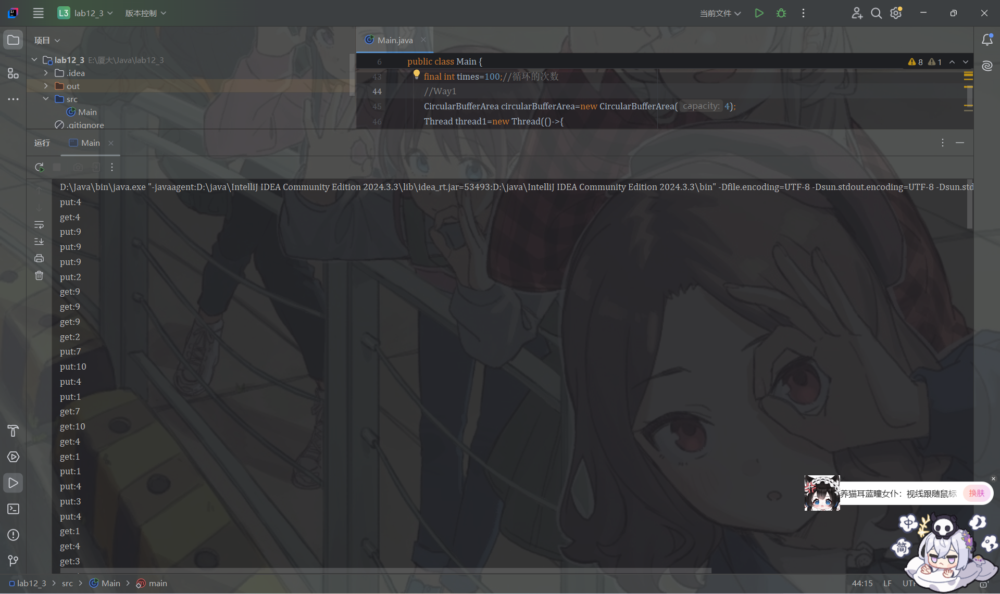 L3 lab12_3 版本控制 当前文件
项目
Main.java
lab12_3 E:\厦大\Java\lab12_3
.idea
out
src
Main
.gitignore
6 public class Main {
8 1
43 final int times=100;//循环的次数
44 //Way1
45 CircularBufferArea circularBufferArea=new CircularBufferArea( capacity: 4);
46 Thread thread1=new Thread(()->{
运行 Main
D:\Java\bin\java.exe "-javaagent:D:\java\IntelliJ IDEA Community Edition 2024.3.3\lib\idea_rt.jar=53493:D:\java\IntelliJ IDEA Community Edition 2024.3.3\bin" -Dfile.encoding=UTF-8 -Dsun.stdout.encoding=UTF-8 -Dsun.std
put:4
get:4
put:9
put:9
put:9
put:2
get:9
get:9
get:9
get:2
put:7
put:10
put:4
put:1
get:7
get:10
get:4
get:1
put:1
put:4
put:3
put:4
get:1
get:4
get:3
养猫耳蓝瞳女仆：视线跟随鼠标 换肤
中
简
lab12_3 > src > Main > main
44:15 LF UTF